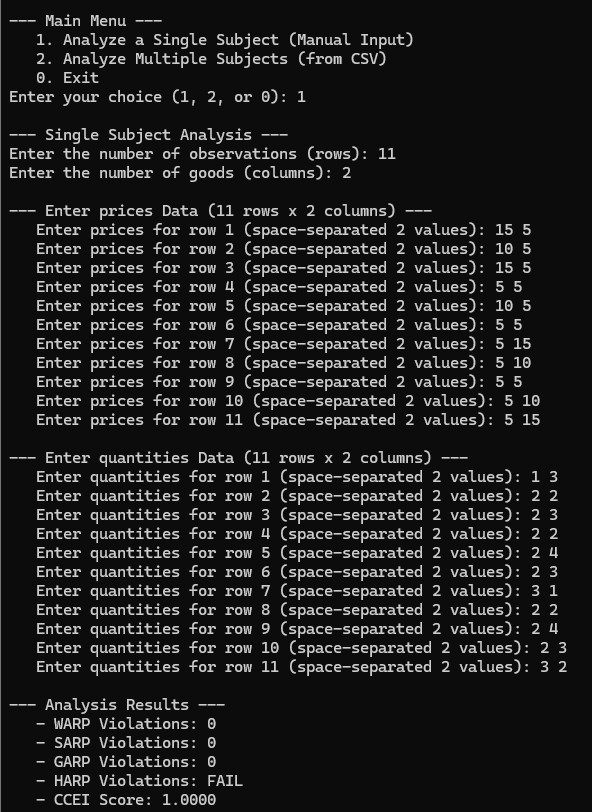 --- Main Menu ---
1. Analyze a Single Subject (Manual Input)
2. Analyze Multiple Subjects (from CSV)
0. Exit
Enter your choice (1, 2, or 0): 1
--- Single Subject Analysis ---
Enter the number of observations (rows): 11
Enter the number of goods (columns): 2
--- Enter prices Data (11 rows x 2 columns) ---
Enter prices for row 1 (space-separated 2 values): 15 5
Enter prices for row 2 (space-separated 2 values): 10 5
Enter prices for row 3 (space-separated 2 values): 15 5
Enter prices for row 4 (space-separated 2 values): 5 5
Enter prices for row 5 (space-separated 2 values): 10 5
Enter prices for row 6 (space-separated 2 values): 5 5
Enter prices for row 7 (space-separated 2 values): 5 15
Enter prices for row 8 (space-separated 2 values): 5 10
Enter prices for row 9 (space-separated 2 values): 5 5
Enter prices for row 10 (space-separated 2 values): 5 10
Enter prices for row 11 (space-separated 2 values): 5 15
--- Enter quantities Data (11 rows x 2 columns) ---
Enter quantities for row 1 (space-separated 2 values): 1 3
Enter quantities for row 2 (space-separated 2 values): 2 2
Enter quantities for row 3 (space-separated 2 values): 2 3
Enter quantities for row 4 (space-separated 2 values): 2 2
Enter quantities for row 5 (space-separated 2 values): 2 4
Enter quantities for row 6 (space-separated 2 values): 2 3
Enter quantities for row 7 (space-separated 2 values): 3 1
Enter quantities for row 8 (space-separated 2 values): 2 2
Enter quantities for row 9 (space-separated 2 values): 2 4
Enter quantities for row 10 (space-separated 2 values): 2 3
Enter quantities for row 11 (space-separated 2 values): 3 2
--- Analysis Results ---
- WARP Violations: 0
- SARP Violations: 0
- GARP Violations: 0
- HARP Violations: FAIL
- CCEI Score: 1.0000